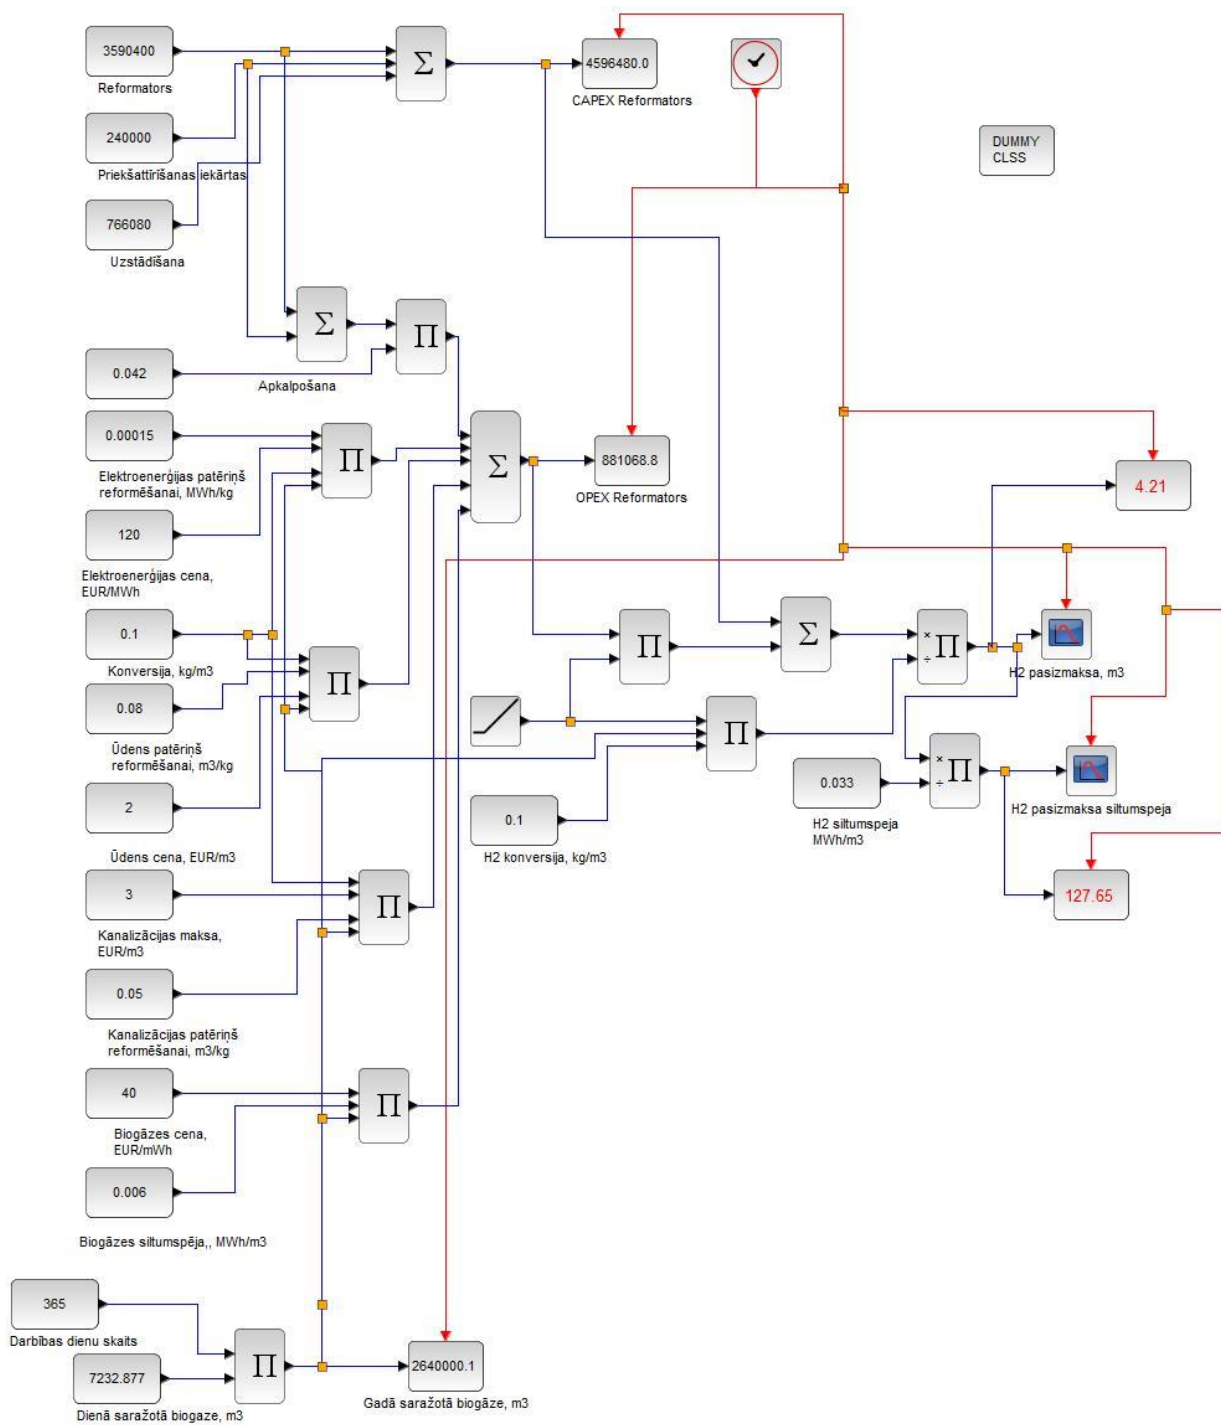 3590400
Reformators
4596480.0
CAPEX Reformators
240000
Priekšattīrīšanas iekārtas
DUMMY
CLSS
766080
Uzstādīšana
Σ
Σ
Π
0.042
Apkalpošana
0.00015
Elektroenerģijas patēriņš
reformēšanai, MWh/kg
Π
Σ
881068.8
OPEX Reformators
4.21
120
Elektroenerģijas cena,
EUR/MWh
0.1
Konversija, kg/m3
Π
Π
Σ
×
÷
Π
H2 pasizmaksa, m3
0.08
Ūdens patēriņš
reformēšanai, m3/kg
Π
×
÷
Π
H2 pasizmaksa siltumspeja
0.033
H2 siltumspeja
MWh/m3
2
Ūdens cena, EUR/m3
0.1
H2 konversija, kg/m3
3
Kanalizācijas maksa,
EUR/m3
Π
127.65
0.05
Kanalizācijas patēriņš
reformēšanai, m3/kg
40
Biogāzes cena,
EUR/mWh
Π
0.006
Biogāzes siltumspēja,, MWh/m3
365
Darbības dienu skaits
Π
7232.877
Dienā saražotā biogaze, m3
2640000.1
Gadā saražotā biogāze, m3